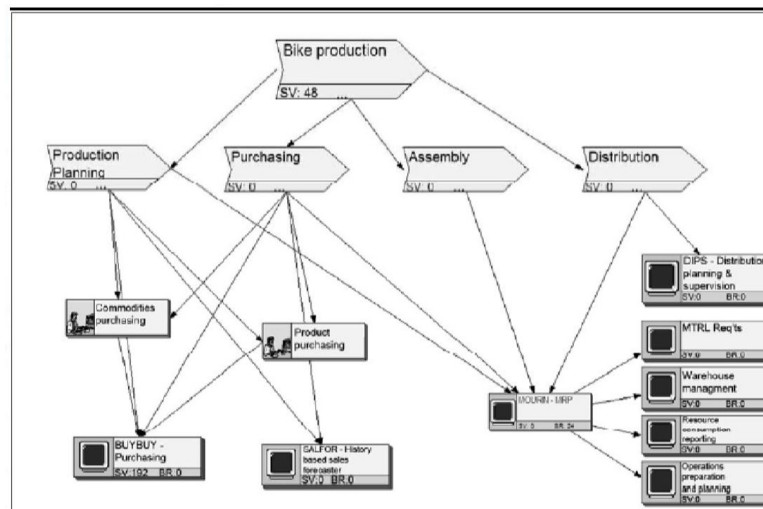 Bike production
SV: 48 ...
Production
Planning
SV: 0 ...
Purchasing
SV: 0 ...
Assembly
SV: 0 ...
Distribution
SV: 0 ...
DIPS - Distribution
planning &
supervision
SV:0 BR:0
Commodities
purchasing
Product
purchasing
MTRL Req'ts
SV:0 BR:0
Warehouse
managment
SV:0 BR:0
MOURN - MRP
SV: 0 BR: 24
Resource
consumption
reporting
SV:0 BR:0
BUYBUY -
Purchasing
SV:192 BR:0
SALFOR - History
based sales
forecaster
SV:0 BR:0
Operations
preparation
and planning
SV:0 BR:0